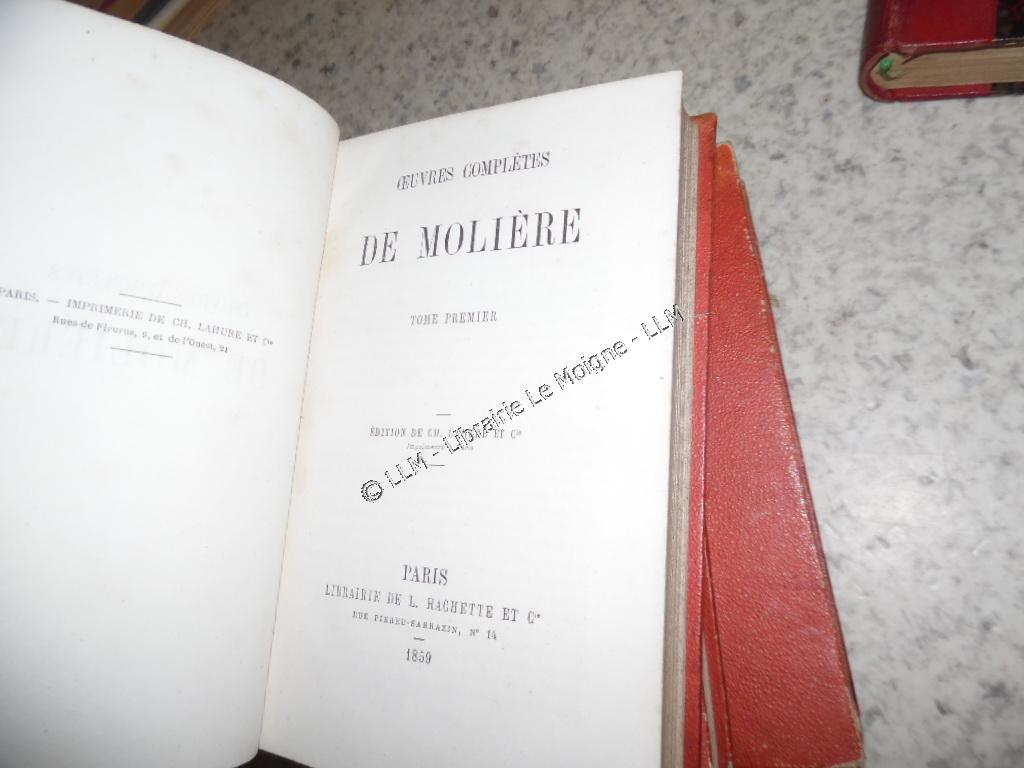 PARIS. — IMPRIMERIE DE CH. LAHURE ET Cie
Rues de Fleurus, 9, et de l'Ouest, 21
ŒUVRES COMPLÈTES
DE MOLIÈRE
TOME PREMIER
ÉDITION DE CH. ET Cie
PARIS
LIBRAIRIE DE L. HACHETTE ET Cie
RUE PIERRE-SARRAZIN, N° 14
1859
© LLM - Librairie Le Moigne - LLM